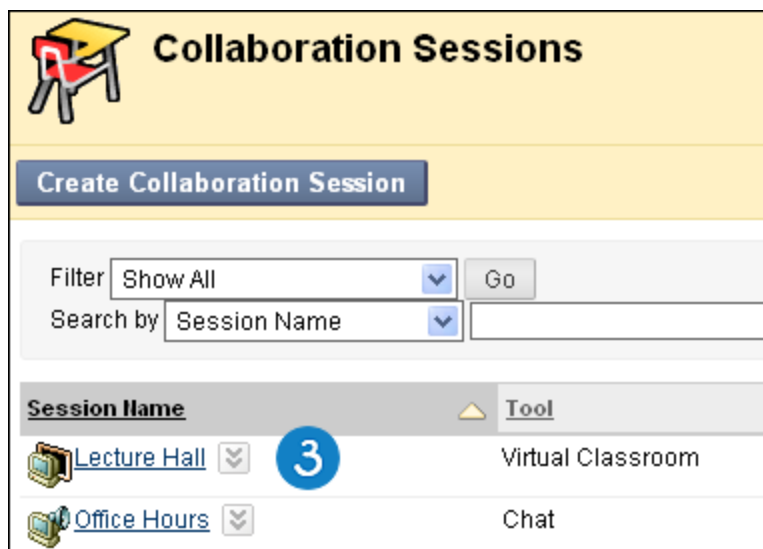 Collaboration Sessions
Create Collaboration Session
Filter Show All Go
Search by Session Name
Session Name Tool
Lecture Hall 3 Virtual Classroom
Office Hours Chat